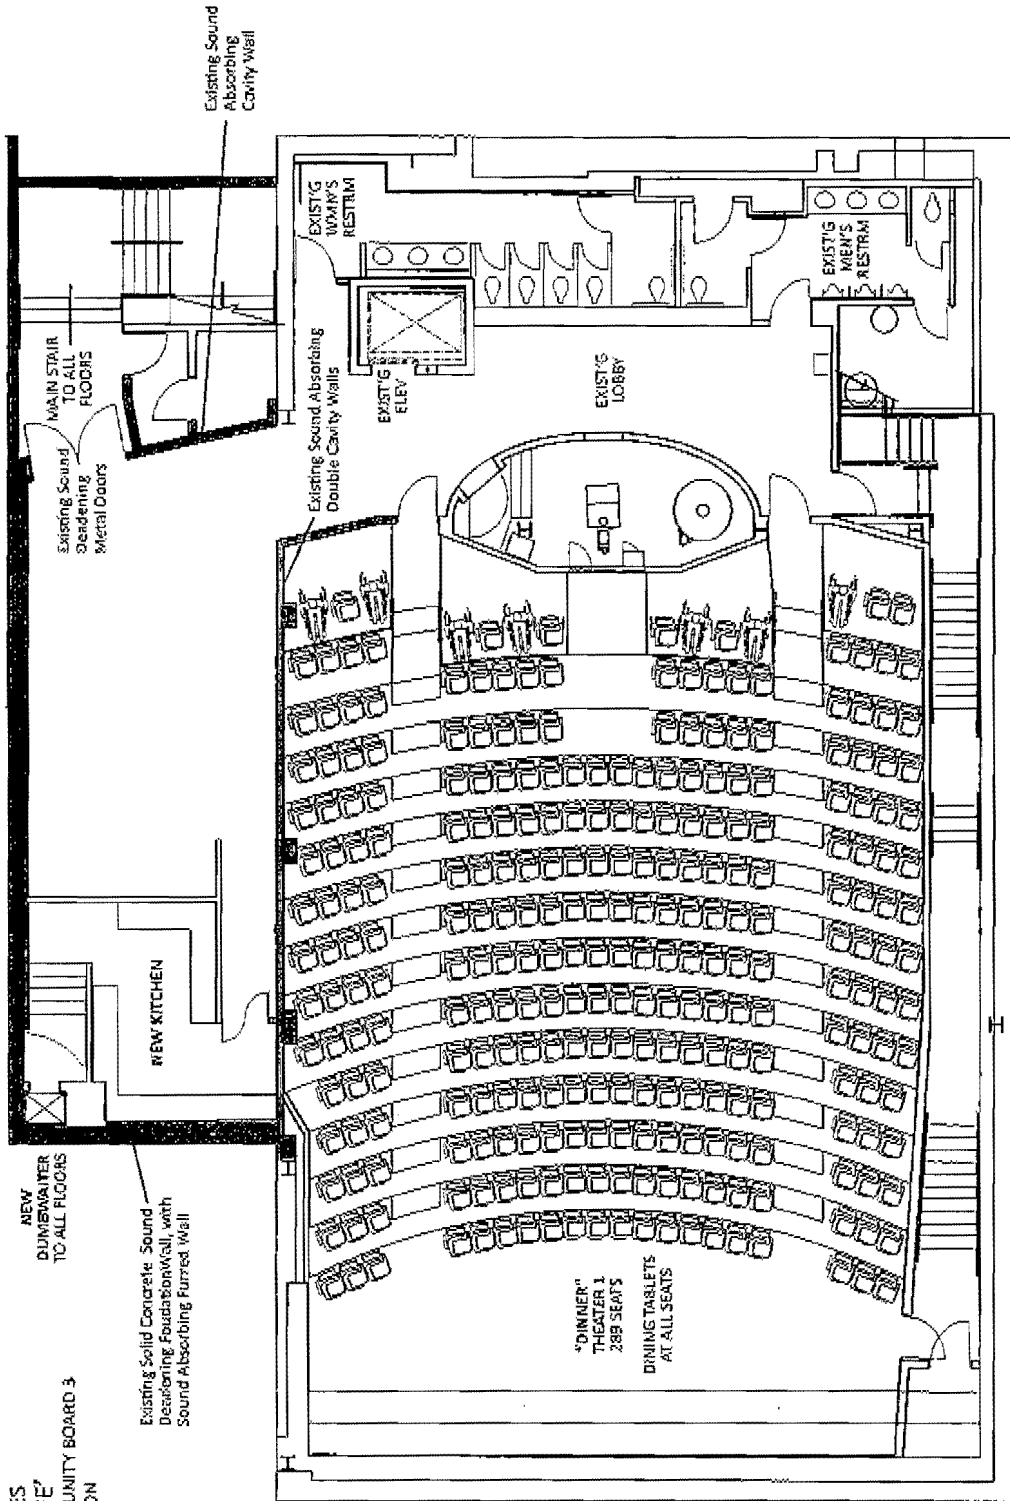 Existing Sound
Absorbing
Cavity Wall
MAIN STAIR
TO ALL
FLOORS
Existing Sound
Deadening
Metal Doors
Existing Sound Absorbing
Double Cavity Walls
EXIST'G
WMN'S
RESTRM
EXIST'G
ELEV
EXIST'G
LOBBY
EXIST'G
MEN'S
RESTRM
NEW KITCHEN
NEW
DUMBWAITER
TO ALL FLOORS
Existing Solid Concrete Sound
Deadening FoudationWall, with
Sound Absorbing Furred Wall
"DINNER"
THEATER 1
289 SEATS
DINING TABLETS
AT ALL SEATS
UNITY BOARD 3